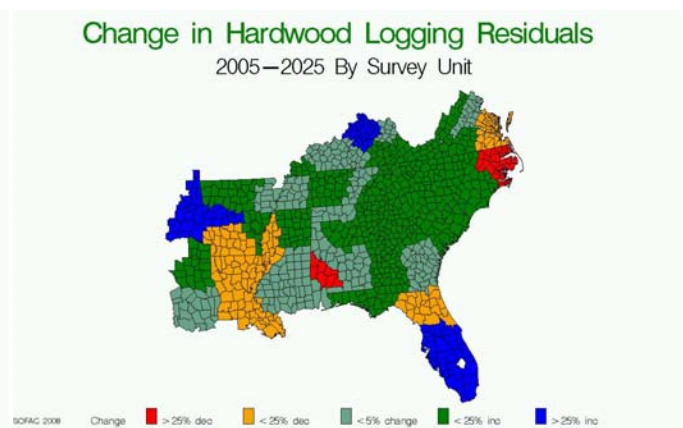 Change in Hardwood Logging Residuals
2005—2025 By Survey Unit
SOFAC 2008 Change >25% dec <25% dec <5% change <25% inc >25% inc